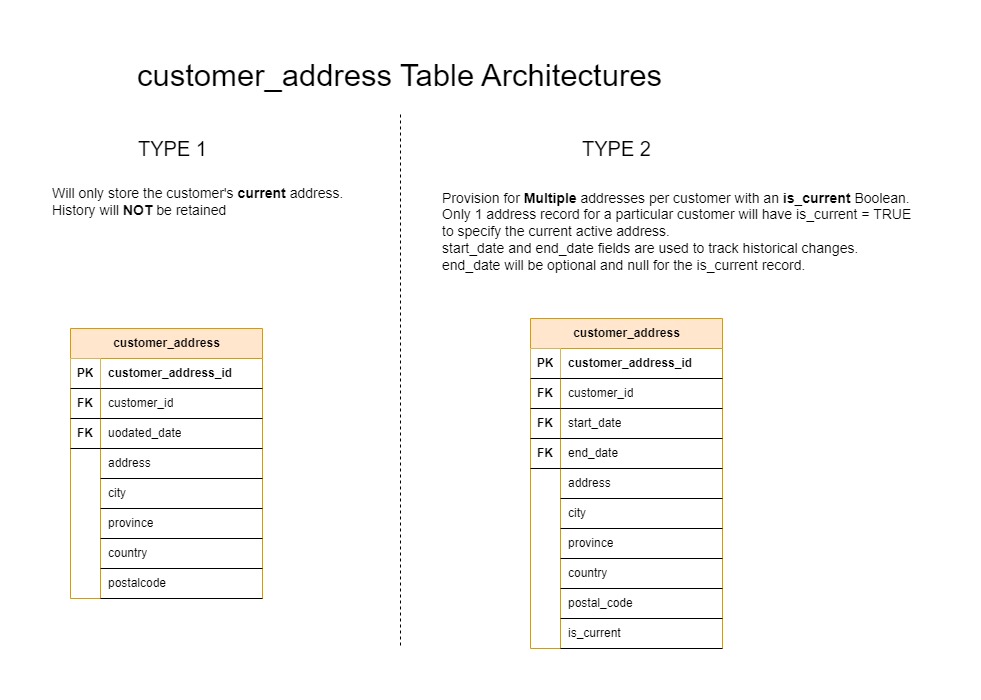 customer_address Table Architectures
TYPE 1
Will only store the customer's current address.
History will NOT be retained
customer_address
PK customer_address_id
FK customer_id
FK uodated_date
address
city
province
country
postalcode
TYPE 2
Provision for Multiple addresses per customer with an is_current Boolean.
Only 1 address record for a particular customer will have is_current = TRUE
to specify the current active address.
start_date and end_date fields are used to track historical changes.
end_date will be optional and null for the is_current record.
customer_address
PK customer_address_id
FK customer_id
FK start_date
FK end_date
address
city
province
country
postal_code
is_current